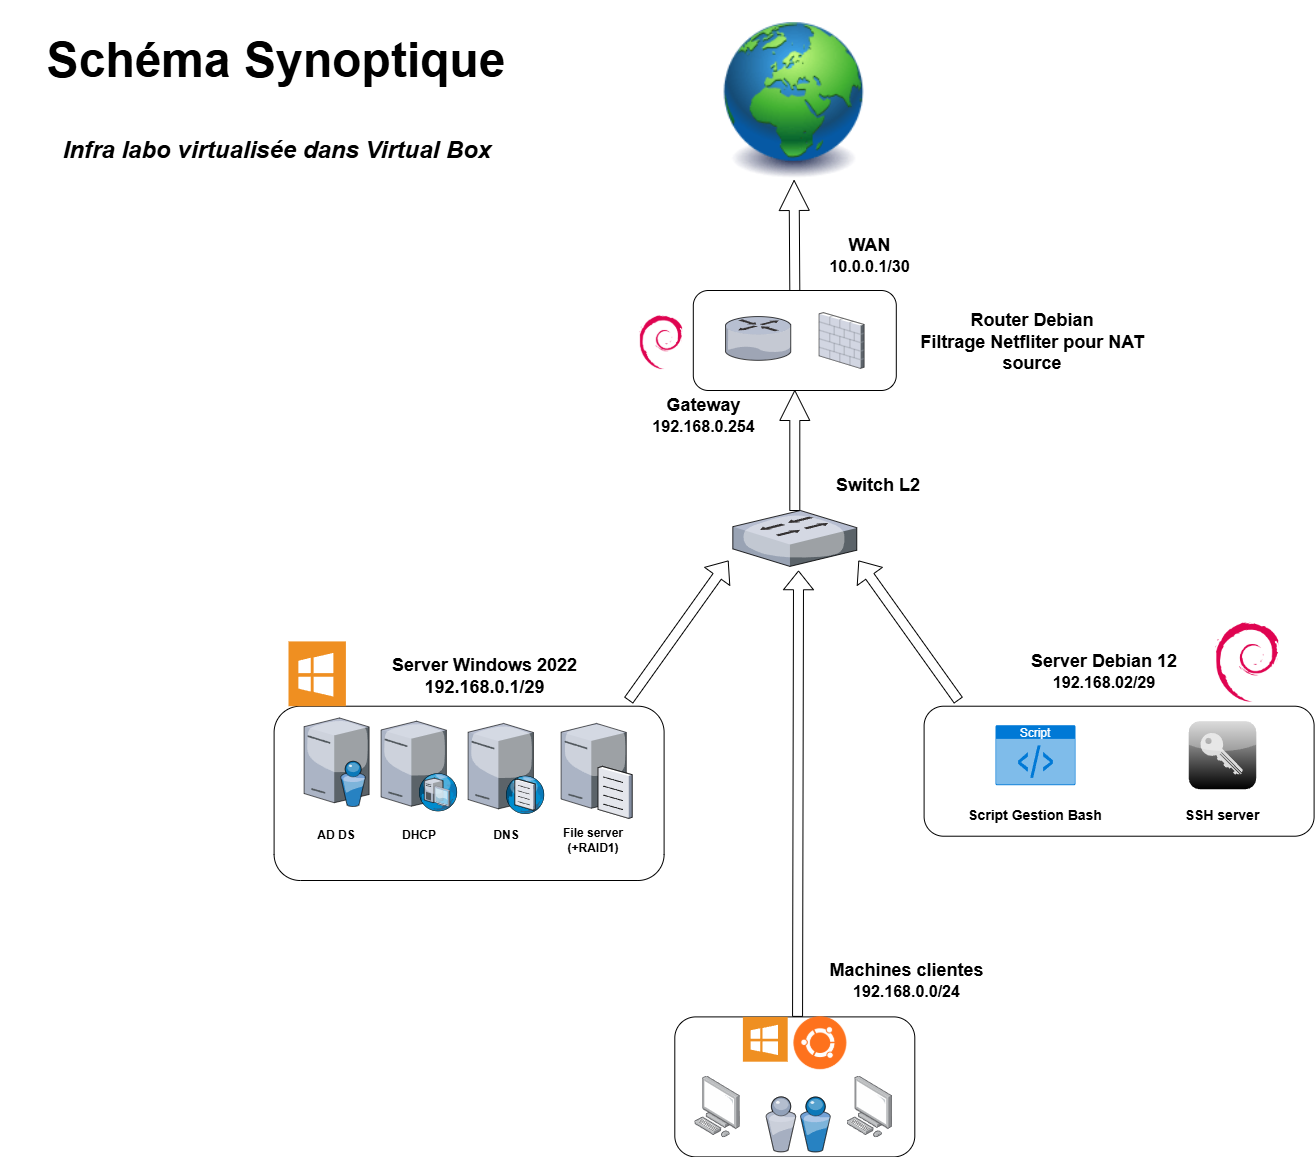 Schéma Synoptique
Infra labo virtualisée dans Virtual Box
WAN
10.0.0.1/30
Router Debian
Filtrage Netfliter pour NAT
source
Gateway
192.168.0.254
Switch L2
Server Windows 2022
192.168.0.1/29
AD DS
DHCP
DNS
File server
(+RAID1)
Server Debian 12
192.168.02/29
Script
</>
Script Gestion Bash
SSH server
Machines clientes
192.168.0.0/24